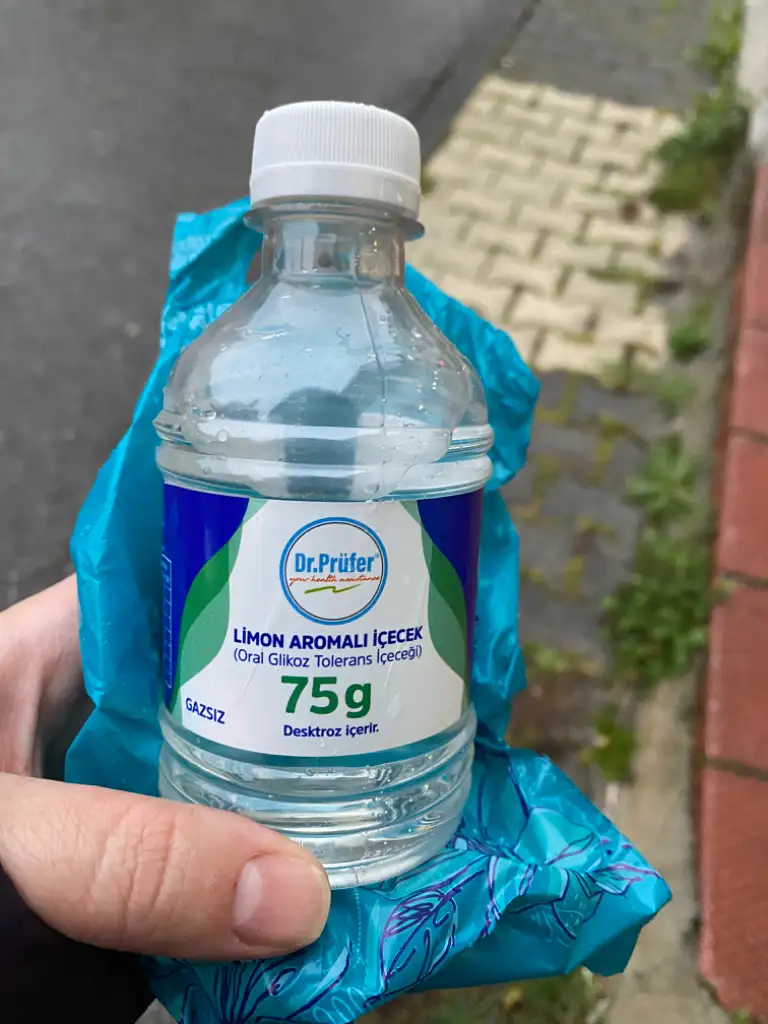 Dr.Prüfer®
your health assistance
LİMON AROMALI İÇECEK
(Oral Glikoz Tolerans İçeceği)
75g
GAZSIZ
Desktroz içerir.